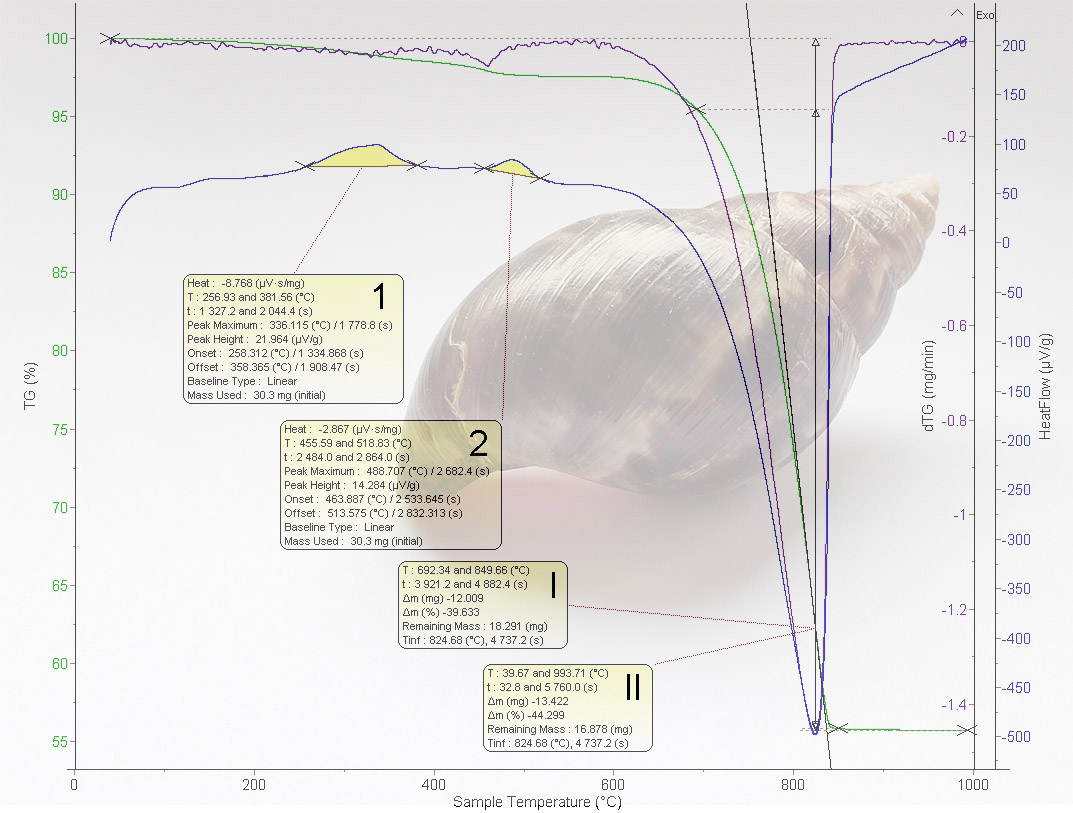 Exo
100
95
90
85
80
75
70
65
60
55
TG (%)
0
-0.2
-0.4
-0.6
-0.8
-1
-1.2
-1.4
dTG (mg/min)
200
150
100
50
0
-50
-100
-150
-200
-250
-300
-350
-400
-450
-500
HeatFlow (µV/g)
1
Heat : -8.768 (µV·s/mg)
T : 256.93 and 381.56 (°C)
t : 1 327.2 and 2 044.4 (s)
Peak Maximum : 336.115 (°C) / 1 778.8 (s)
Peak Height : 21.964 (µV/g)
Onset : 258.312 (°C) / 1 334.868 (s)
Offset : 358.365 (°C) / 1 908.47 (s)
Baseline Type : Linear
Mass Used : 30.3 mg (initial)
2
Heat : -2.867 (µV·s/mg)
T : 455.59 and 518.83 (°C)
t : 2 484.0 and 2 864.0 (s)
Peak Maximum : 488.707 (°C) / 2 682.4 (s)
Peak Height : 14.284 (µV/g)
Onset : 463.887 (°C) / 2 533.645 (s)
Offset : 513.575 (°C) / 2 832.313 (s)
Baseline Type : Linear
Mass Used : 30.3 mg (initial)
I
T : 692.34 and 849.66 (°C)
t : 3 921.2 and 4 882.4 (s)
Δm (mg) -12.009
Δm (%) -39.633
Remaining Mass : 18.291 (mg)
Tinf : 824.68 (°C), 4 737.2 (s)
II
T : 39.67 and 993.71 (°C)
t : 32.8 and 5 760.0 (s)
Δm (mg) -13.422
Δm (%) -44.299
Remaining Mass : 16.878 (mg)
Tinf : 824.68 (°C), 4 737.2 (s)
0 200 400 600 800 1000
Sample Temperature (°C)